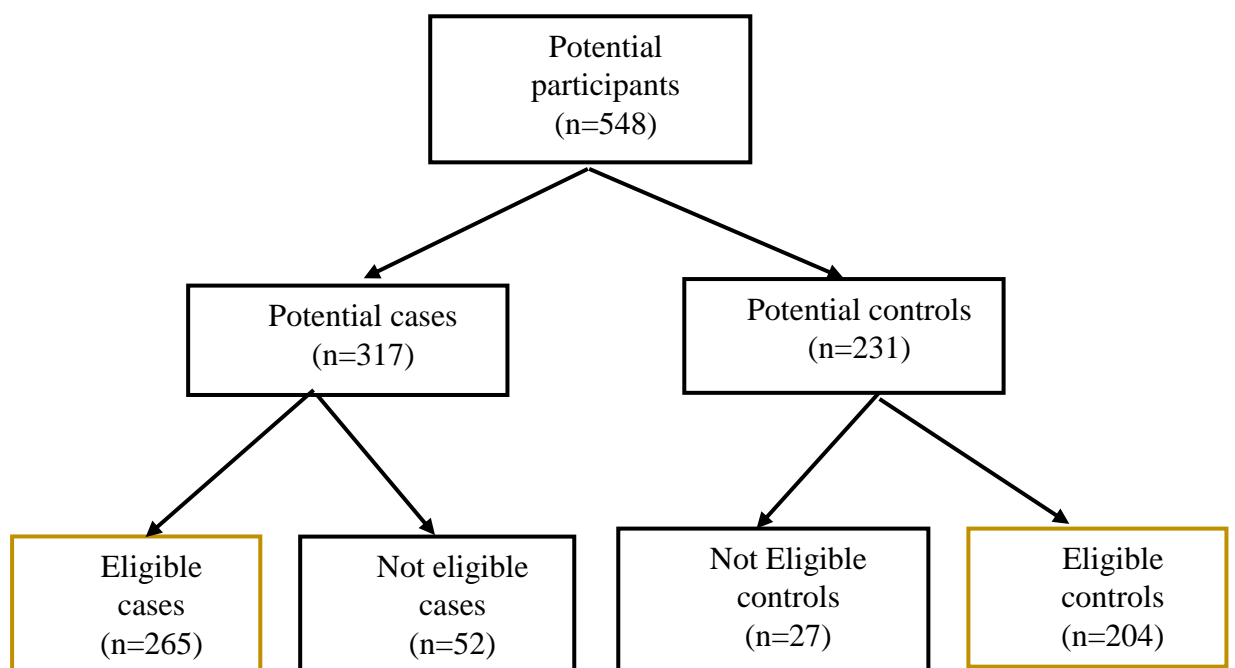 Potential
participants
(n=548)
Potential cases
(n=317)
Potential controls
(n=231)
Eligible
cases
(n=265)
Not eligible
cases
(n=52)
Not Eligible
controls
(n=27)
Eligible
controls
(n=204)